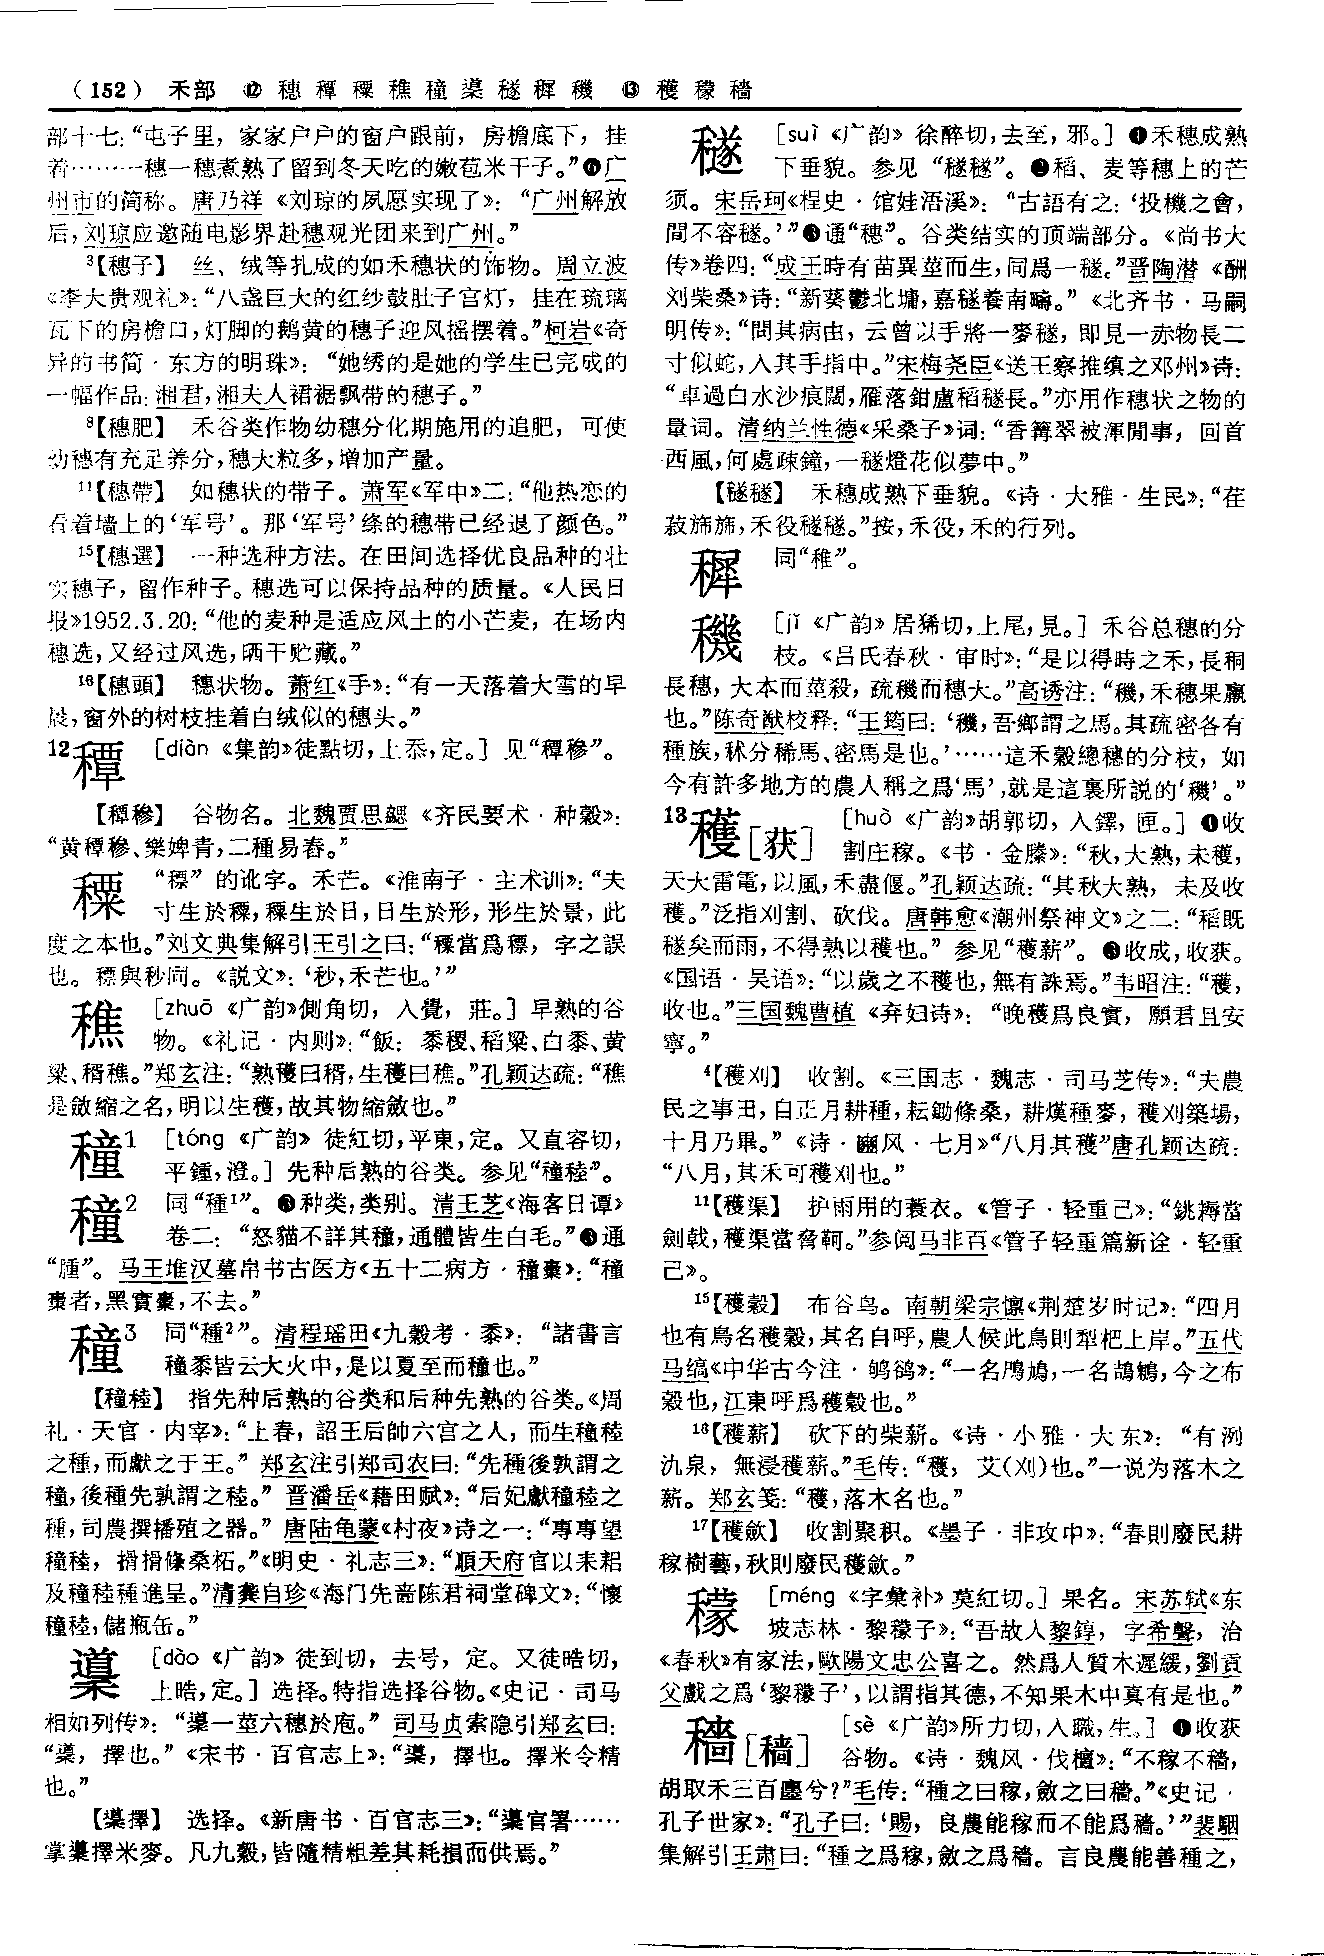 （152） 禾部 ⓬ 穗 橝 䅺 穛 穜 䆃 穟 稺 穖 ⓭ 穫 穣 穡
部十七：“屯子里，家家户户的窗户跟前，房檐底下，挂
着………一穗一穗煮熟了留到冬天吃的嫩苞米干子。”❻广
州市的简称。唐乃祥《刘琼的夙愿实现了》：“广州解放
后，刘琼应邀随电影界赴穗观光团来到广州。”
³【穗子】 丝、绒等扎成的如禾穗状的饰物。周立波
《李大贵观礼》：“八盏巨大的红纱鼓肚子宫灯，挂在琉璃
瓦下的房檐口，灯脚的鹅黄的穗子迎风摇摆着。”柯岩《奇
异的书简·东方的明珠》：“她绣的是她的学生已完成的
一幅作品：湘君，湘夫人裙裾飘带的穗子。”
⁸【穗肥】 禾谷类作物幼穗分化期施用的追肥，可使
幼穗有充足养分，穗大粒多，增加产量。
¹¹【穗带】 如穗状的带子。萧军《军中》二：“他热恋的
看着墙上的‘军号’。那‘军号’绦的穗带已经退了颜色。”
¹⁵【穗選】 一种选种方法。在田间选择优良品种的壮
实穗子，留作种子。穗选可以保持品种的质量。《人民日
报》1952.3.20：“他的麦种是适应风土的小芒麦，在场内
穗选，又经过风选，晒干贮藏。”
¹⁶【穗頭】 穗状物。萧红《手》：“有一天落着大雪的早
晨，窗外的树枝挂着白绒似的穗头。”
12 䆄 [diàn 《集韵》徒點切，上忝，定。] 见“䆄穇”。
【䆄穇】 谷物名。北魏贾思勰《齐民要术·种穀》：
“黄䆄穇、樂婢青，二種易舂。”
䅺 “穮”的讹字。禾芒。《淮南子·主术训》：“夫
寸生於䅺，䅺生於日，日生於形，形生於景，此
度之本也。”刘文典集解引王引之曰：“䅺當爲標，字之誤
也。標與秒同。《説文》：‘秒，禾芒也。’”
穛 [zhuō 《广韵》側角切，入覺，莊。] 早熟的谷
物。《礼记·内则》：“飯：黍稷、稻粱、白黍、黄
粱、稰穛。”郑玄注：“熟穫曰稰，生穫曰穛。”孔颖达疏：“穛
是斂縮之名，明以生穫，故其物縮斂也。”
穜1 [tóng 《广韵》徒紅切，平東，定。又直容切，
平鍾，澄。] 先种后熟的谷类。参见“穜稑”。
穜2 同“種¹”。❸种类，类别。清王芝《海客日谭》
卷二：“怒貓不詳其穜，通體皆生白毛。”❸通
“腫”。马王堆汉墓帛书古医方《五十二病方·穜橐》：“穜
橐者，黑實橐，不去。”
穜3 同“種²”。清程瑶田《九穀考·黍》：“諸書言
穜黍皆云大火中，是以夏至而穜也。”
【穜稑】 指先种后熟的谷类和后种先熟的谷类。《周
礼·天官·内宰》：“上春，詔王后帥六宫之人，而生穜稑
之種，而獻之于王。”郑玄注引郑司农曰：“先種後孰謂之
穜，後種先孰謂之稑。”晋潘岳《藉田赋》：“后妃獻穜稑之
種，司農撰播殖之器。”唐陆龟蒙《村夜》诗之一：“專專望
穜稑，搰搰條桑柘。”《明史·礼志三》：“順天府官以耒耜
及穜稑種進呈。”清龚自珍《海门先啬陈君祠堂碑文》：“懷
穜稑，儲瓶缶。”
䆃 [dào 《广韵》徒到切，去号，定。又徒晧切，
上晧，定。] 选择。特指选择谷物。《史记·司马
相如列传》：“䆃一莖六穗於庖。”司马贞索隐引郑玄曰：
“䆃，擇也。”《宋书·百官志上》：“䆃，擇也。擇米令精
也。”
【䆃擇】 选择。《新唐书·百官志三》：“䆃官署……
掌䆃擇米麥。凡九穀，皆隨精粗差其耗損而供焉。”
穟 [suì 《广韵》徐醉切，去至，邪。] ❶禾穗成熟
下垂貌。参见“穟穟”。❷稻、麦等穗上的芒
须。宋岳珂《桯史·馆娃浯溪》：“古語有之：‘投機之會，
間不容穟。’”❸通“穗”。谷类结实的顶端部分。《尚书大
传》卷四：“成王時有苗異莖而生，同爲一穟。”晋陶潜《酬
刘柴桑》诗：“新葵鬱北墉，嘉穟養南疇。”《北齐书·马嗣
明传》：“問其病由，云曾以手將一麥穟，即見一赤物長二
寸似蛇，入其手指中。”宋梅尧臣《送王察推缜之邓州》诗：
“卓過白水沙痕闊，雁落鉗盧稻穟長。”亦用作穗状之物的
量词。清纳兰性德《采桑子》词：“香篝翠被渾閒事，回首
西風，何處疎鐘，一穟燈花似夢中。”
【穟穟】 禾穗成熟下垂貌。《诗·大雅·生民》：“荏
菽旆旆，禾役穟穟。”按，禾役，禾的行列。
稺 同“稚”。
穖 [jǐ 《广韵》居狶切，上尾，見。] 禾谷总穗的分
枝。《吕氏春秋·审时》：“是以得時之禾，長秱
長穗，大本而莖殺，疏穖而穗大。”高诱注：“穖，禾穗果羸
也。”陈奇猷校释：“王筠曰：‘穖，吾鄉謂之馬。其疏密各有
種族，秫分稀馬、密馬是也。’……這禾穀總穗的分枝，如
今有許多地方的農人稱之爲‘馬’，就是這裏所説的‘穖’。”
13 穫[获] [huò 《广韵》胡郭切，入鐸，匣。] ❶收
割庄稼。《书·金縢》：“秋，大熟，未穫，
天大雷電，以風，禾盡偃。”孔颖达疏：“其秋大熟，未及收
穫。”泛指刈割、砍伐。唐韩愈《潮州祭神文》之二：“稻既
穟矣而雨，不得熟以穫也。”参见“穫薪”。❸收成，收获。
《国语·吴语》：“以歲之不穫也，無有誅焉。”韦昭注：“穫，
收也。”三国魏曹植《弃妇诗》：“晚穫爲良實，願君且安
寧。”
⁴【穫刈】 收割。《三国志·魏志·司马芝传》：“夫農
民之事田，自正月耕種，耘鋤條桑，耕熯種麥，穫刈築場，
十月乃畢。”《诗·豳风·七月》“八月其穫”唐孔颖达疏：
“八月，其禾可穫刈也。”
¹¹【穫渠】 护雨用的蓑衣。《管子·轻重己》：“銚耨當
劍戟，穫渠當脅軻。”参阅马非百《管子轻重篇新诠·轻重
己》。
¹⁵【穫穀】 布谷鸟。南朝梁宗懔《荆楚岁时记》：“四月
也有鳥名穫穀，其名自呼，農人候此鳥則犁杷上岸。”五代
马缟《中华古今注·鸤鸪》：“一名鳲鳩，一名鴶鵴，今之布
穀也，江東呼爲穫穀也。”
¹⁶【穫薪】 砍下的柴薪。《诗·小雅·大东》：“有洌
氿泉，無浸穫薪。”毛传：“穫，艾（刈）也。”一说为落木之
薪。郑玄笺：“穫，落木名也。”
¹⁷【穫斂】 收割聚积。《墨子·非攻中》：“春則廢民耕
稼樹藝，秋則廢民穫斂。”
䆊 [méng 《字彙补》莫紅切。] 果名。宋苏轼《东
坡志林·黎檬子》：“吾故人黎錞，字希聲，治
《春秋》有家法，歐陽文忠公喜之。然爲人質木遲緩，劉貢
父戲之爲‘黎檬子’，以謂指其德，不知果木中真有是也。”
穡[穑] [sè 《广韵》所力切，入職，生。] ❶收获
谷物。《诗·魏风·伐檀》：“不稼不穡，
胡取禾三百廛兮？”毛传：“種之曰稼，斂之曰穡。”《史记·
孔子世家》：“孔子曰：‘賜，良農能稼而不能爲穡。’”裴駰
集解引王肃曰：“種之爲稼，斂之爲穡。言良農能善種之，